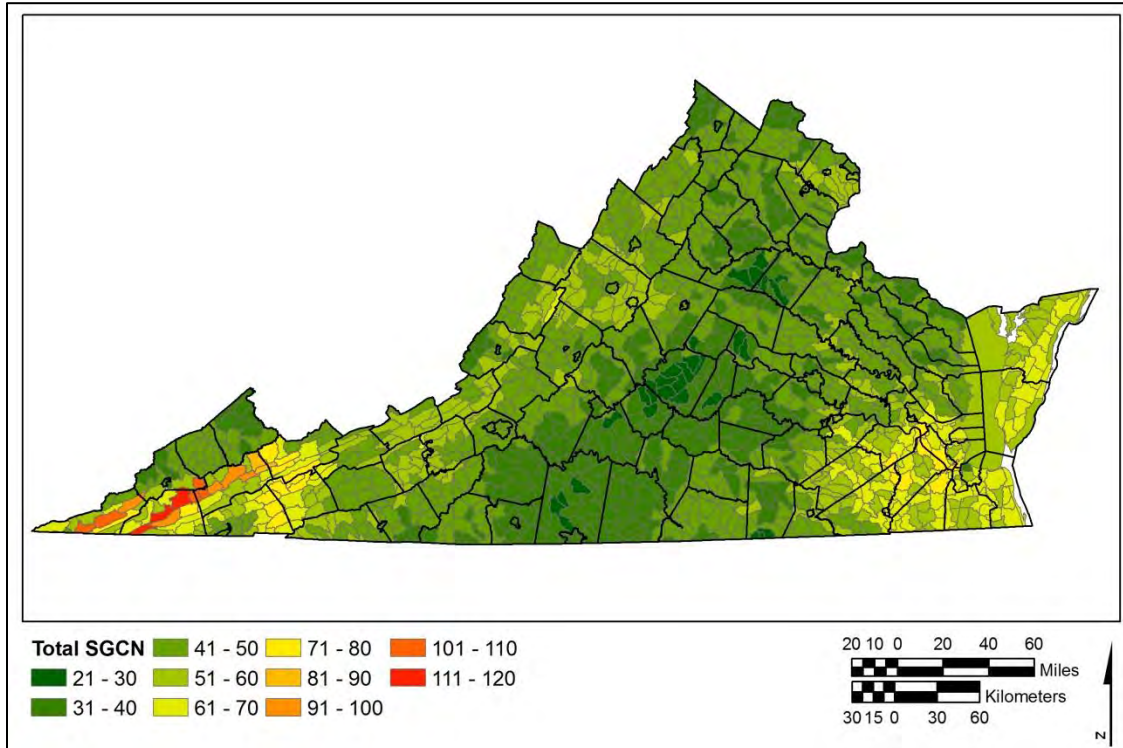 Total SGCN
21 - 30
31 - 40
41 - 50
51 - 60
61 - 70
71 - 80
81 - 90
91 - 100
101 - 110
111 - 120
20 10 0 20 40 60
Miles
Kilometers
30 15 0 30 60
N